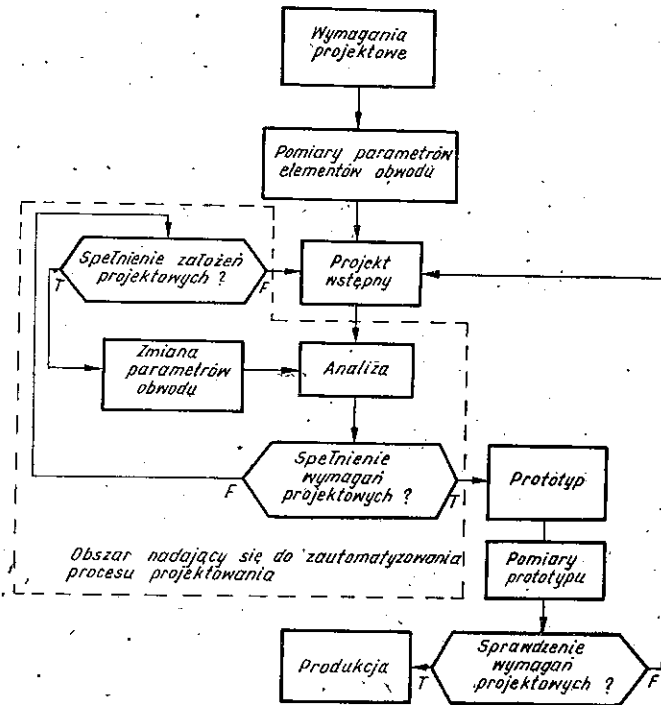 Wymagania
projektowe
Pomiary parametrów
elementów obwodu
Spełnienie założeń
projektowych ?
T
F
Projekt
wstępny
Zmiana
parametrów
obwodu
Analiza
Spełnienie
wymagań
projektowych ?
F
T
Prototyp
Obszar nadający się do zautomatyzowania
procesu projektowania
Pomiary
prototypu
Produkcja
Sprawdzenie
wymagań
projektowych ?
T
F